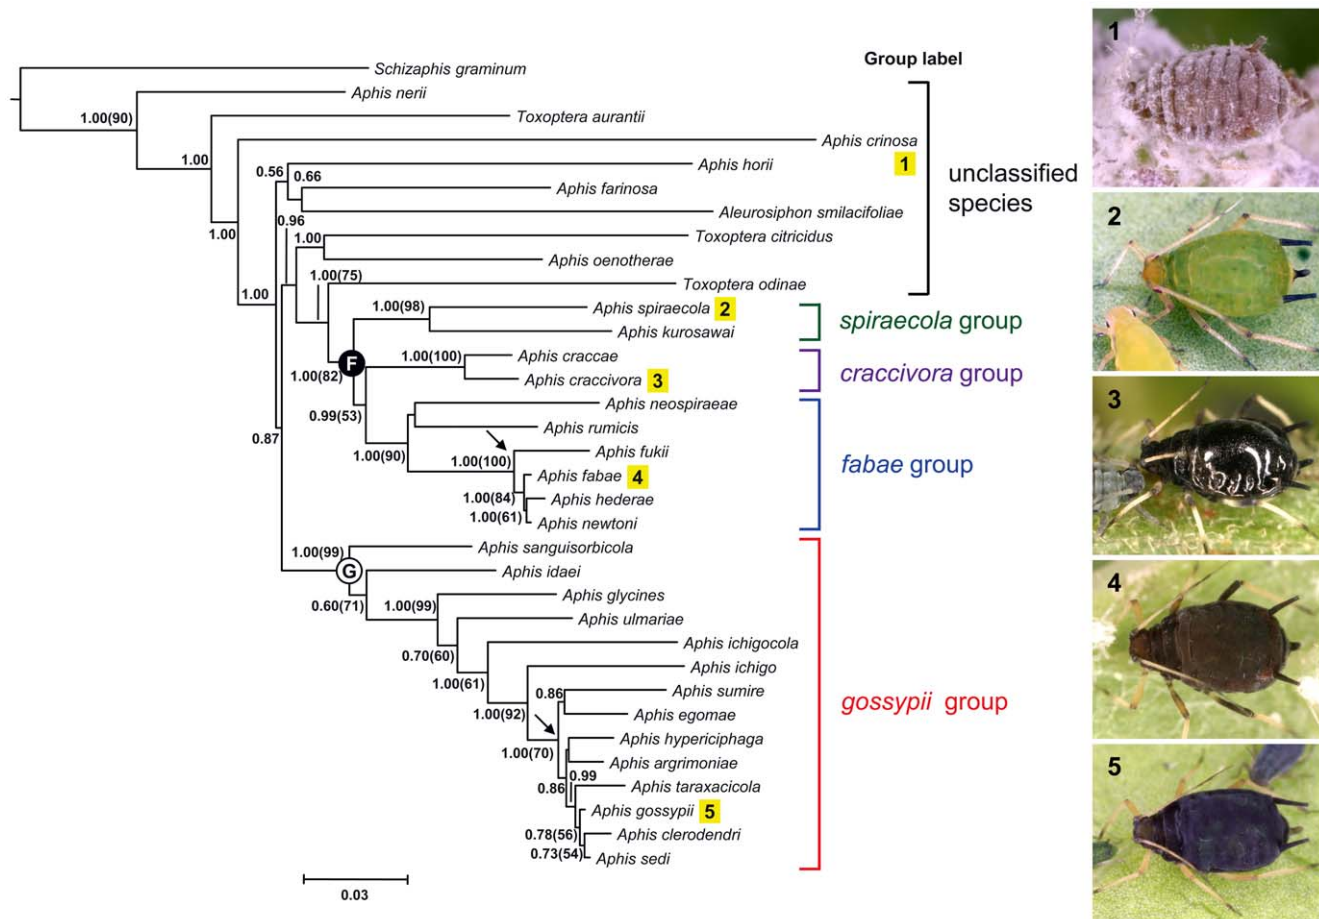 Group label
Schizaphis graminum
Aphis nerii
1.00(90)
Toxoptera aurantii
1.00
Aphis crinosa
1.00
Aphis horii
1
0.56
0.66
Aphis farinosa
Aleurosiphon smilacifoliae
unclassified
species
0.96
1.00
Toxoptera citricidus
Aphis oenotherae
1.00
1.00(75)
Toxoptera odinae
1.00(98)
Aphis spiraecola 2
Aphis kurosawai
spiraecola group
F
1.00(82)
1.00(100)
Aphis craccae
Aphis craccivora 3
craccivora group
0.99(53)
Aphis neospiraeae
Aphis rumicis
1.00(90)
0.87
1.00(100)
Aphis fukii
Aphis fabae 4
1.00(84)
Aphis hederae
1.00(61)
Aphis newtoni
fabae group
1.00(99)
Aphis sanguisorbicola
G
Aphis idaei
0.60(71)
1.00(99)
Aphis glycines
Aphis ulmariae
0.70(60)
Aphis ichigocola
1.00(61)
Aphis ichigo
1.00(92)
0.86
Aphis sumire
Aphis egomae
gossypii group
1.00(70)
Aphis hypericiphaga
Aphis argrimoniae
0.99
0.86
Aphis taraxacicola
Aphis gossypii 5
0.78(56)
Aphis clerodendri
0.73(54)
Aphis sedi
0.03
1
2
3
4
5